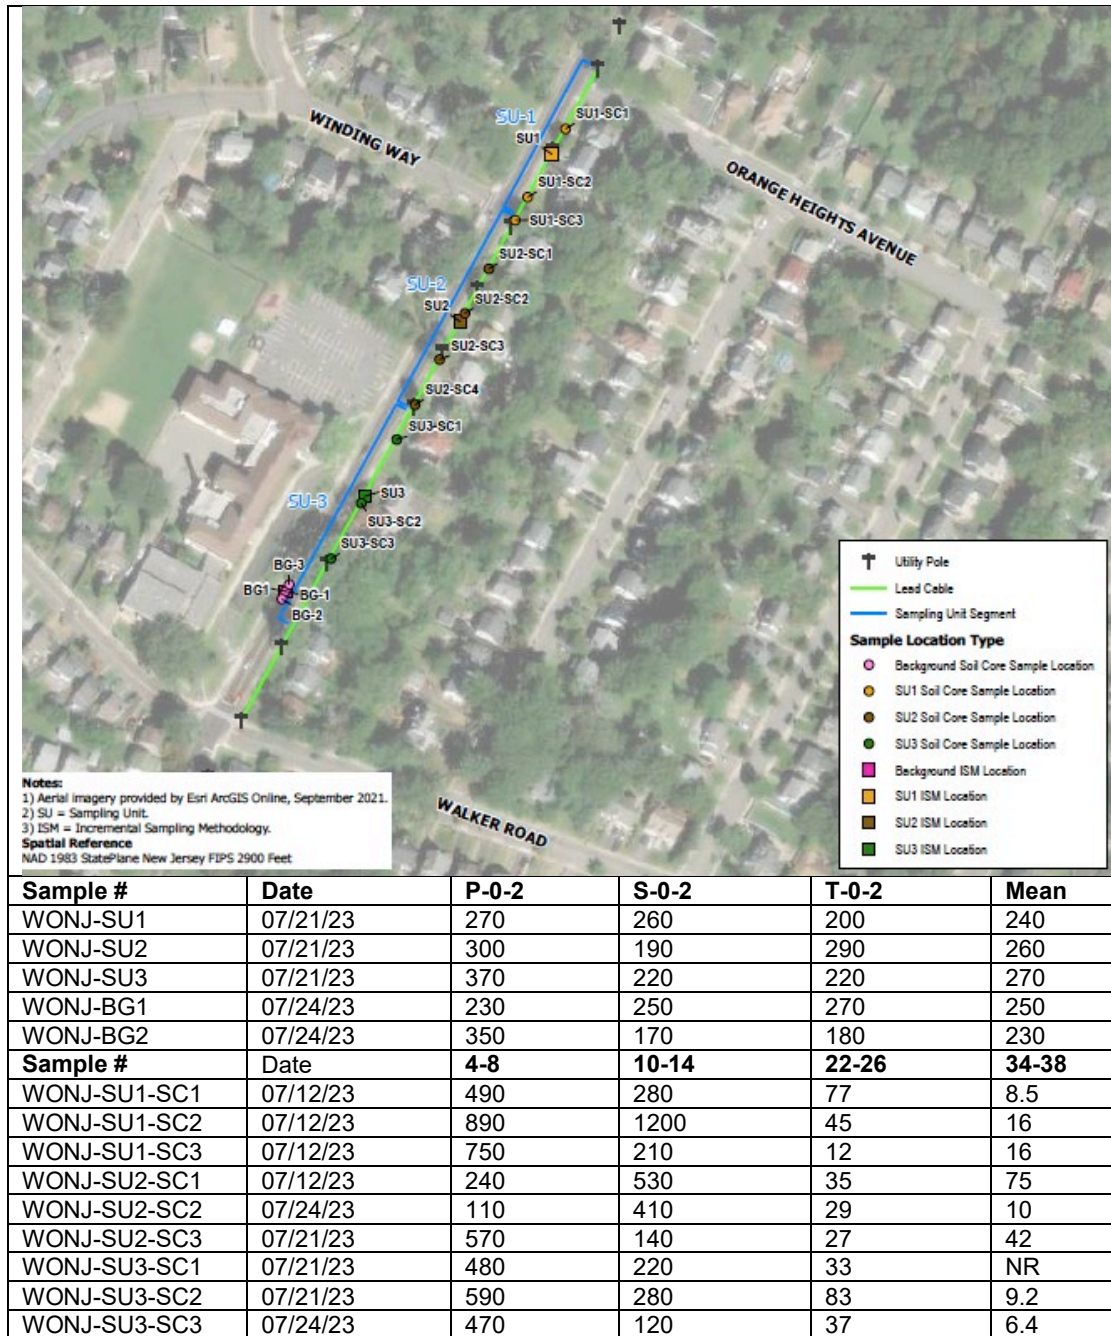 SU-1
SU1-SC1
SU1
WINDING WAY
SU1-SC2
ORANGE HEIGHTS AVENUE
SU1-SC3
SU2-SC1
SU-2
SU2-SC2
SU2
SU2-SC3
SU2-SC4
SU3-SC1
SU-3
SU3
SU3-SC2
SU3-SC3
BG-3
BG1
BG-1
BG-2
WALKER ROAD
Utility Pole
Lead Cable
Sampling Unit Segment
Sample Location Type
Background Soil Core Sample Location
SU1 Soil Core Sample Location
SU2 Soil Core Sample Location
SU3 Soil Core Sample Location
Background ISM Location
SU1 ISM Location
SU2 ISM Location
SU3 ISM Location
Notes:
1) Aerial imagery provided by Esri ArcGIS Online, September 2021.
2) SU = Sampling Unit.
3) ISM = Incremental Sampling Methodology.
Spatial Reference
NAD 1983 StatePlane New Jersey FIPS 2900 Feet
Sample # Date P-0-2 S-0-2 T-0-2 Mean
WONJ-SU1 07/21/23 270 260 200 240
WONJ-SU2 07/21/23 300 190 290 260
WONJ-SU3 07/21/23 370 220 220 270
WONJ-BG1 07/24/23 230 250 270 250
WONJ-BG2 07/24/23 350 170 180 230
Sample # Date 4-8 10-14 22-26 34-38
WONJ-SU1-SC1 07/12/23 490 280 77 8.5
WONJ-SU1-SC2 07/12/23 890 1200 45 16
WONJ-SU1-SC3 07/12/23 750 210 12 16
WONJ-SU2-SC1 07/12/23 240 530 35 75
WONJ-SU2-SC2 07/24/23 110 410 29 10
WONJ-SU2-SC3 07/21/23 570 140 27 42
WONJ-SU3-SC1 07/21/23 480 220 33 NR
WONJ-SU3-SC2 07/21/23 590 280 83 9.2
WONJ-SU3-SC3 07/24/23 470 120 37 6.4